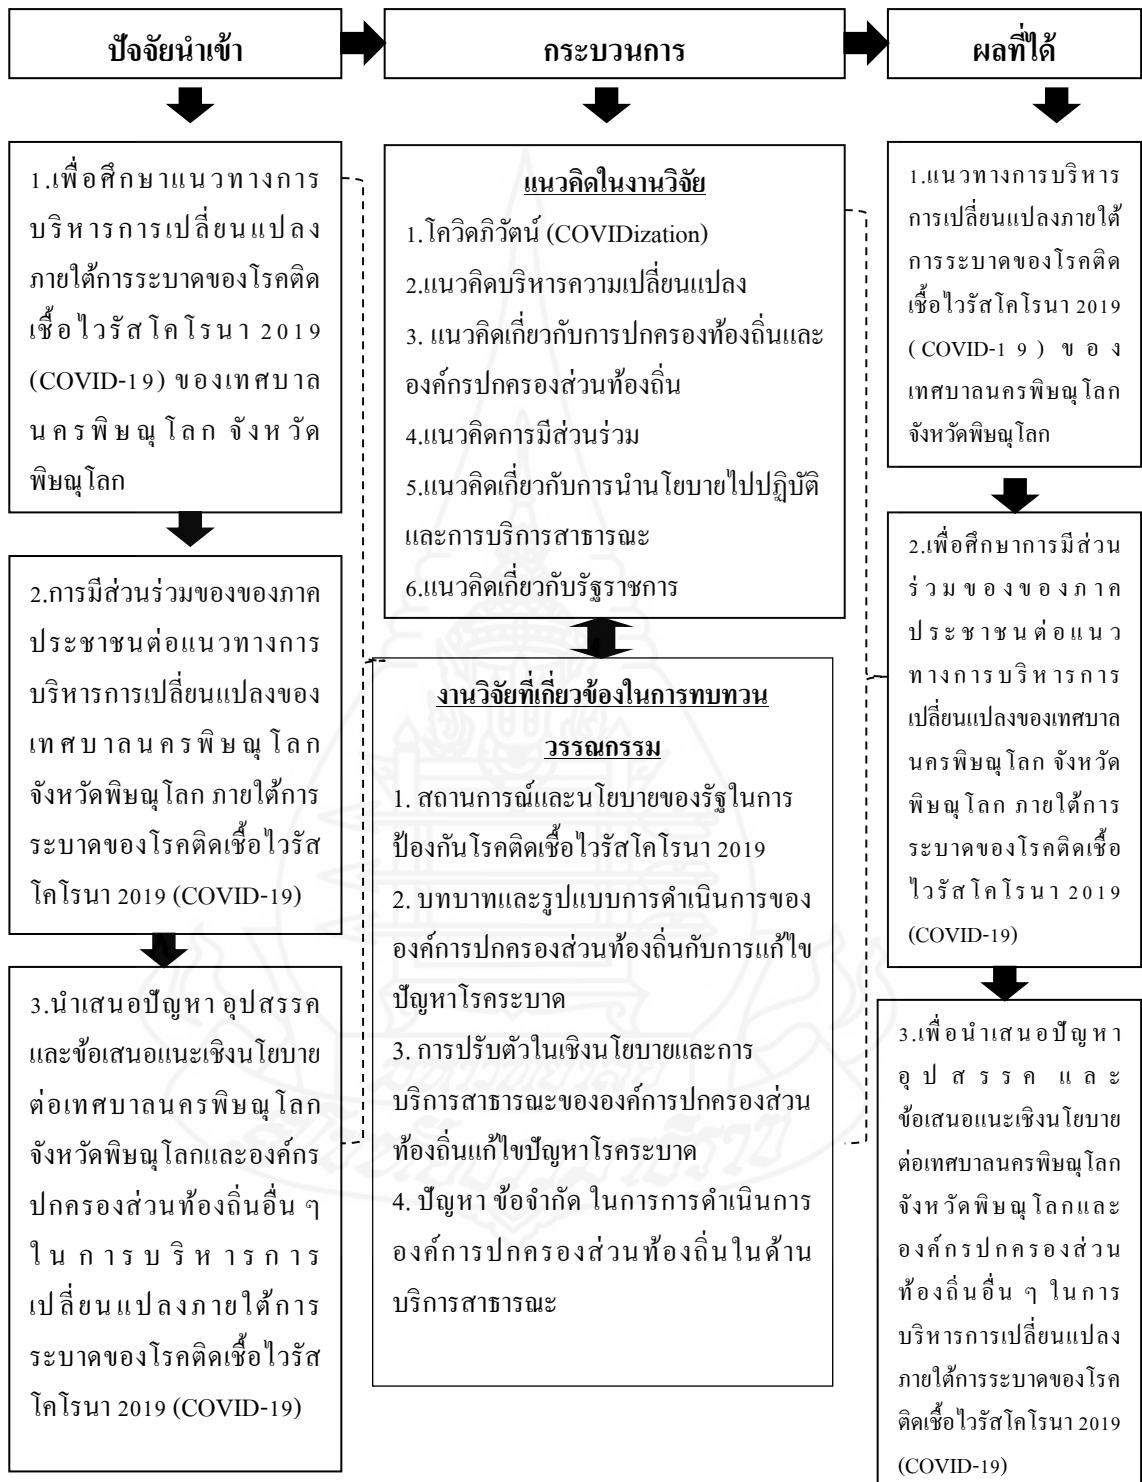 ปัจจัยนำเข้า
กระบวนการ
ผลที่ได้
1.เพื่อศึกษาแนวทางการ
บริหารการเปลี่ยนแปลง
ภายใต้การระบาดของโรคติด
เชื้อไวรัสโคโรนา 2019
(COVID-19) ของเทศบาล
นครพิษณุโลก จังหวัด
พิษณุโลก
2.การมีส่วนร่วมของของภาค
ประชาชนต่อแนวทางการ
บริหารการเปลี่ยนแปลงของ
เทศบาลนครพิษณุโลก
จังหวัดพิษณุโลก ภายใต้การ
ระบาดของโรคติดเชื้อไวรัส
โคโรนา 2019 (COVID-19)
3.นำเสนอปัญหา อุปสรรค
และข้อเสนอแนะเชิงนโยบาย
ต่อเทศบาลนครพิษณุโลก
จังหวัดพิษณุโลกและองค์กร
ปกครองส่วนท้องถิ่นอื่น ๆ
ในการบริหารการ
เปลี่ยนแปลงภายใต้การ
ระบาดของโรคติดเชื้อไวรัส
โคโรนา 2019 (COVID-19)
แนวคิดในงานวิจัย
1.โควิดภิวัตน์ (COVIDization)
2.แนวคิดบริหารความเปลี่ยนแปลง
3. แนวคิดเกี่ยวกับการปกครองท้องถิ่นและ
องค์กรปกครองส่วนท้องถิ่น
4.แนวคิดการมีส่วนร่วม
5.แนวคิดเกี่ยวกับการนำนโยบายไปปฏิบัติ
และการบริการสาธารณะ
6.แนวคิดเกี่ยวกับรัฐราชการ
งานวิจัยที่เกี่ยวข้องในการทบทวน
วรรณกรรม
1. สถานการณ์และนโยบายของรัฐในการ
ป้องกันโรคติดเชื้อไวรัสโคโรนา 2019
2. บทบาทและรูปแบบการดำเนินการของ
องค์การปกครองส่วนท้องถิ่นกับการแก้ไข
ปัญหาโรคระบาด
3. การปรับตัวในเชิงนโยบายและการ
บริการสาธารณะขององค์การปกครองส่วน
ท้องถิ่นแก้ไขปัญหาโรคระบาด
4. ปัญหา ข้อจำกัด ในการการดำเนินการ
องค์การปกครองส่วนท้องถิ่นในด้าน
บริการสาธารณะ
1.แนวทางการบริหาร
การเปลี่ยนแปลงภายใต้
การระบาดของโรคติด
เชื้อไวรัสโคโรนา 2019
(COVID-19) ของ
เทศบาลนครพิษณุโลก
จังหวัดพิษณุโลก
2.เพื่อศึกษาการมีส่วน
ร่วมของของภาค
ประชาชนต่อแนว
ทางการบริหารการ
เปลี่ยนแปลงของเทศบาล
นครพิษณุโลก จังหวัด
พิษณุโลก ภายใต้การ
ระบาดของโรคติดเชื้อ
ไวรัสโคโรนา 2019
(COVID-19)
3.เพื่อนำเสนอปัญหา
อุปสรรค และ
ข้อเสนอแนะเชิงนโยบาย
ต่อเทศบาลนครพิษณุโลก
จังหวัดพิษณุโลกและ
องค์กรปกครองส่วน
ท้องถิ่นอื่น ๆ ในการ
บริหารการเปลี่ยนแปลง
ภายใต้การระบาดของโรค
ติดเชื้อไวรัสโคโรนา 2019
(COVID-19)